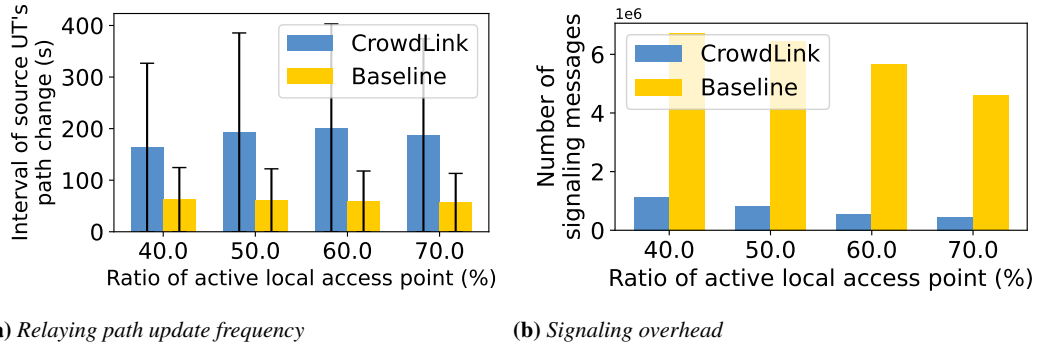 Interval of source UT's
path change (s)
400
300
200
100
0
CrowdLink
Baseline
40.0 50.0 60.0 70.0
Ratio of active local access point (%)
) Relaying path update frequency
Number of
signaling messages
1e6
6
4
2
0
CrowdLink
Baseline
40.0 50.0 60.0 70.0
Ratio of active local access point (%)
(b) Signaling overhead